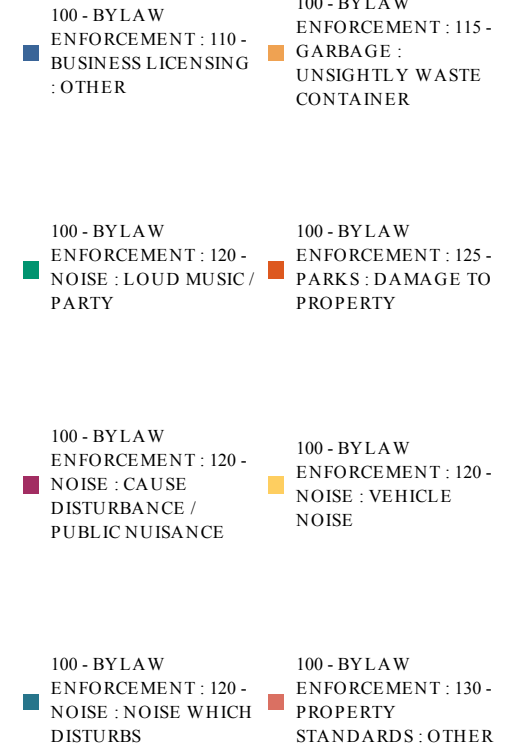 100 - BYLAW
ENFORCEMENT : 110 -
BUSINESS LICENSING
: OTHER
100 - BYLAW
ENFORCEMENT : 115 -
GARBAGE :
UNSIGHTLY WASTE
CONTAINER
100 - BYLAW
ENFORCEMENT : 120 -
NOISE : LOUD MUSIC /
PARTY
100 - BYLAW
ENFORCEMENT : 125 -
PARKS : DAMAGE TO
PROPERTY
100 - BYLAW
ENFORCEMENT : 120 -
NOISE : CAUSE
DISTURBANCE /
PUBLIC NUISANCE
100 - BYLAW
ENFORCEMENT : 120 -
NOISE : VEHICLE
NOISE
100 - BYLAW
ENFORCEMENT : 120 -
NOISE : NOISE WHICH
DISTURBS
100 - BYLAW
ENFORCEMENT : 130 -
PROPERTY
STANDARDS : OTHER